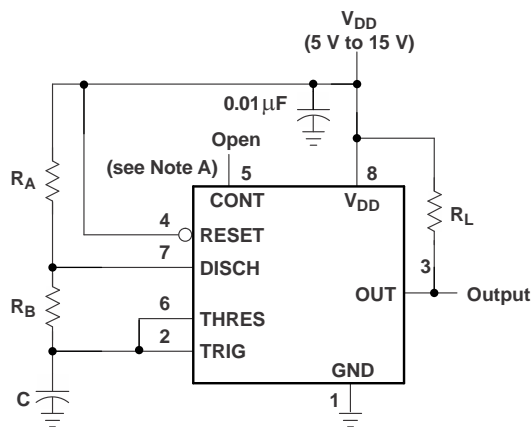 VDD
(5 V to 15 V)
0.01 μF
Open
(see Note A)
5
8
CONT
VDD
RA
RL
4
RESET
7
DISCH
3
OUT
Output
RB
6
THRES
2
TRIG
GND
C
1